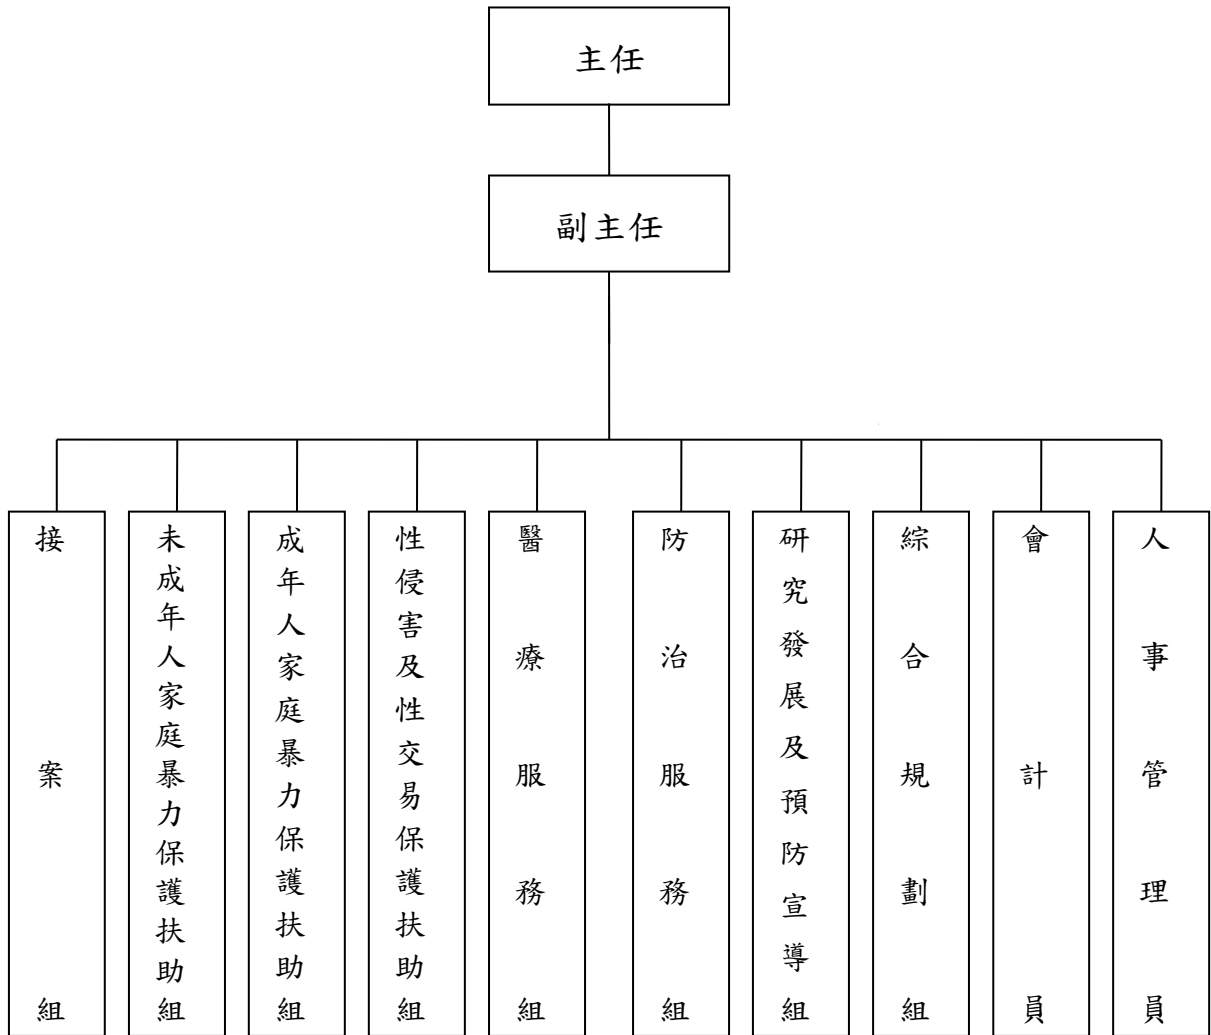 主任
副主任
接案組
未成年人家庭暴力保護扶助組
成年人家庭暴力保護扶助組
性侵害及性交易保護扶助組
醫療服務組
防治服務組
研究發展及預防宣導組
綜合規劃組
會計員
人事管理員